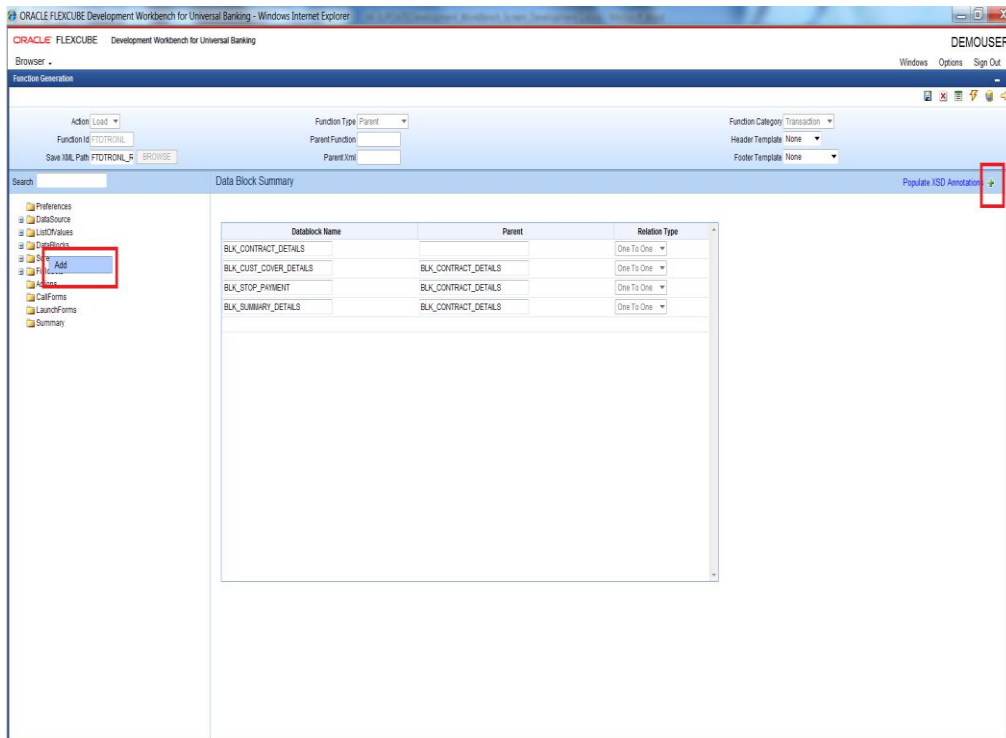 ORACLE FLEXCUBE Development Workbench for Universal Banking - Windows Internet Explorer
ORACLE FLEXCUBE Development Workbench for Universal Banking
DEMOUSER
Browser
Windows Options Sign Out
Function Generation
Action Load
Function Type Parent
Function Category Transaction
Function Id FTDTRONL
Parent Function
Header Template None
Save XML Path FTDTRONL_R BROWSE
Parent Xml
Footer Template None
Search
Data Block Summary
Populate XSD Annotations
Preferences
DataSource
ListOfValues
DataBlocks
Scre
Add
Actions
CallForms
LaunchForms
Summary
Datablock Name Parent Relation Type
BLK_CONTRACT_DETAILS One To One
BLK_CUST_COVER_DETAILS BLK_CONTRACT_DETAILS One To One
BLK_STOP_PAYMENT BLK_CONTRACT_DETAILS One To One
BLK_SUMMARY_DETAILS BLK_CONTRACT_DETAILS One To One